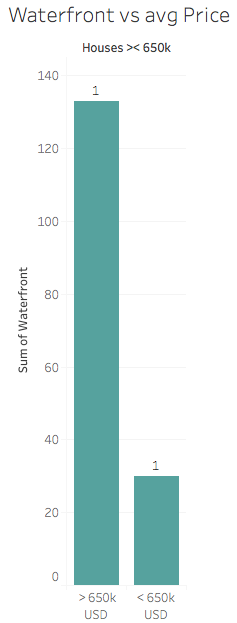 Waterfront vs avg Price
Houses >< 650k
140
1
120
100
80
Sum of Waterfront
60
40
1
20
0
> 650k
USD
< 650k
USD